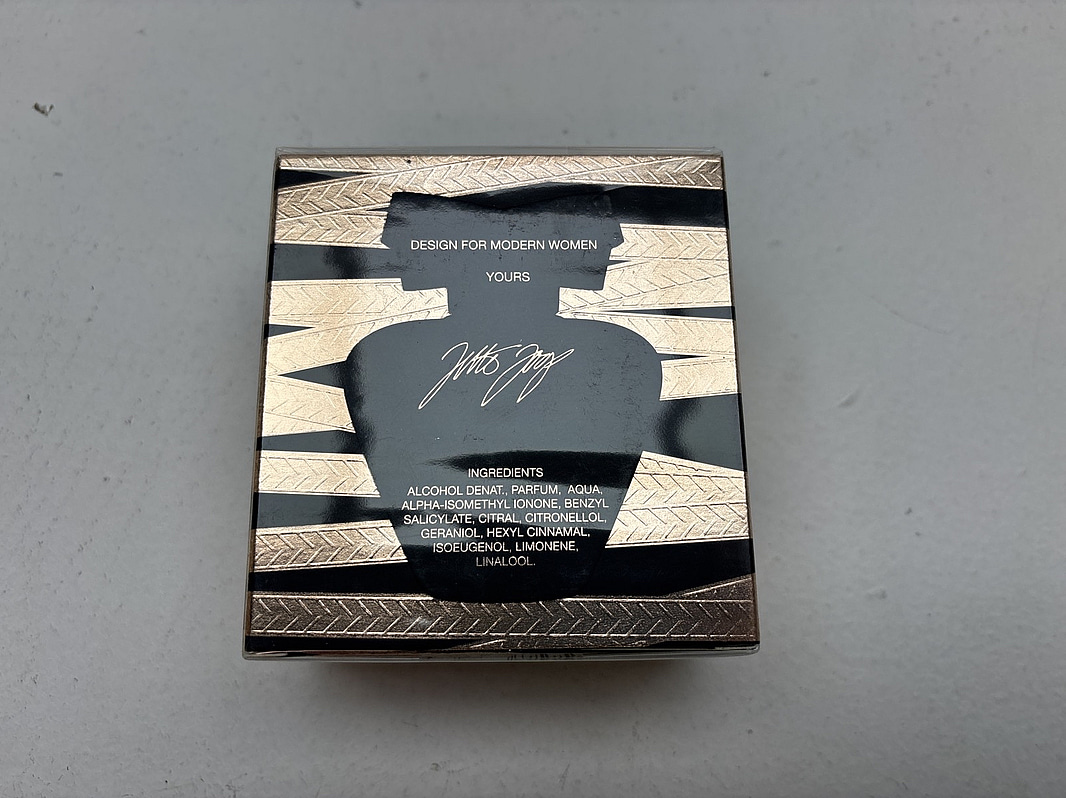 DESIGN FOR MODERN WOMEN
YOURS
INGREDIENTS
ALCOHOL DENAT., PARFUM, AQUA,
ALPHA-ISOMETHYL IONONE, BENZYL
SALICYLATE, CITRAL, CITRONELLOL,
GERANIOL, HEXYL CINNAMAL,
ISOEUGENOL, LIMONENE,
LINALOOL.